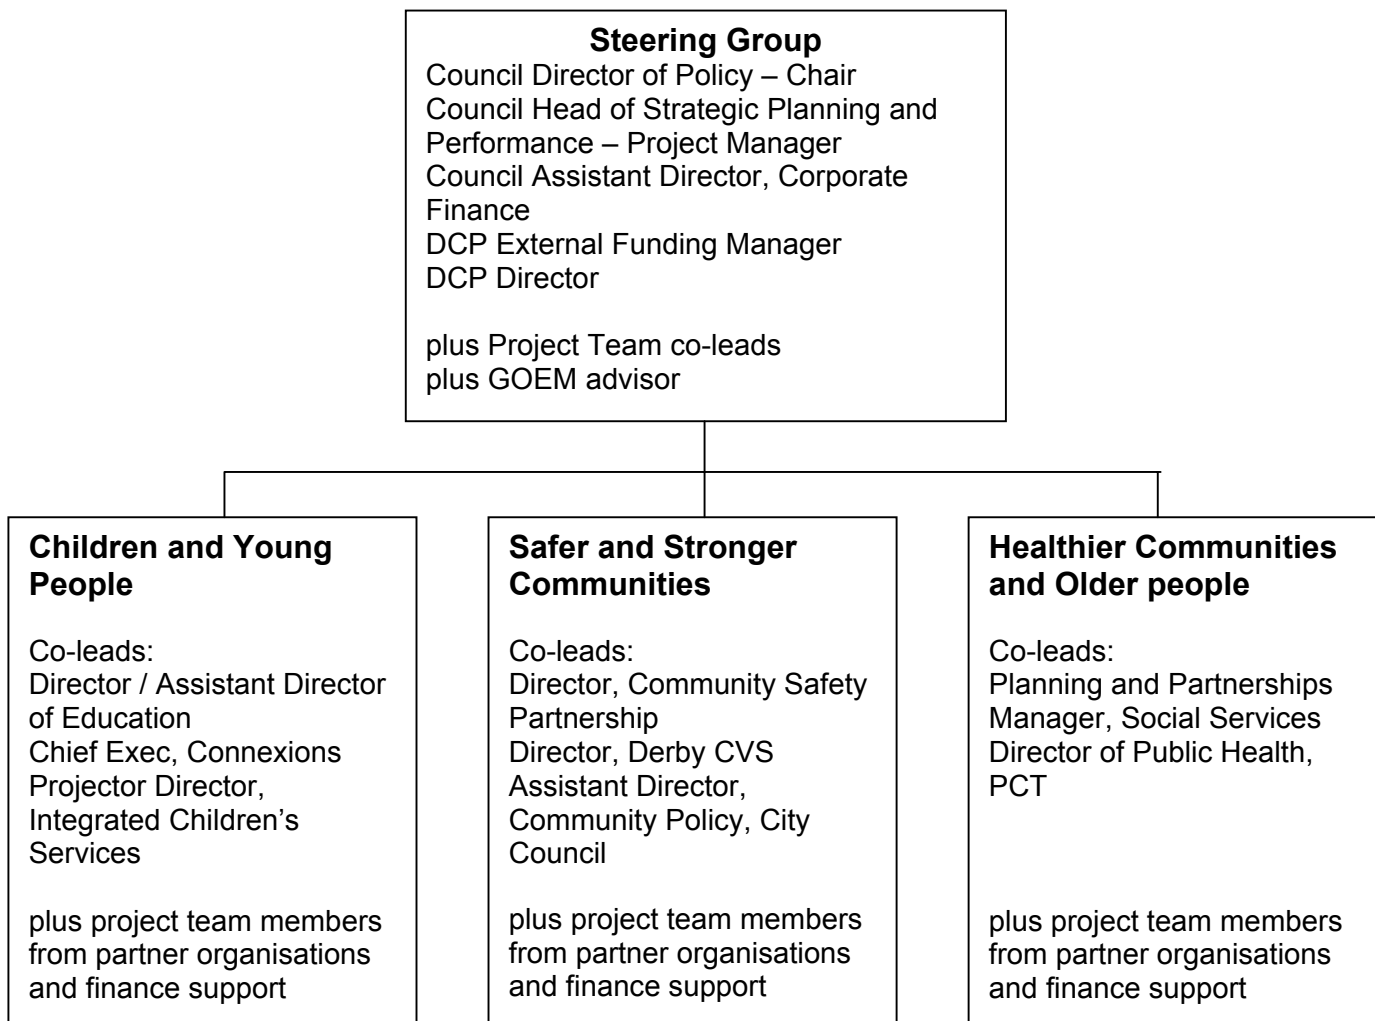 Steering Group
Council Director of Policy – Chair
Council Head of Strategic Planning and
Performance – Project Manager
Council Assistant Director, Corporate
Finance
DCP External Funding Manager
DCP Director
plus Project Team co-leads
plus GOEM advisor
Children and Young
People
Co-leads:
Director / Assistant Director
of Education
Chief Exec, Connexions
Projector Director,
Integrated Children’s
Services
plus project team members
from partner organisations
and finance support
Safer and Stronger
Communities
Co-leads:
Director, Community Safety
Partnership
Director, Derby CVS
Assistant Director,
Community Policy, City
Council
plus project team members
from partner organisations
and finance support
Healthier Communities
and Older people
Co-leads:
Planning and Partnerships
Manager, Social Services
Director of Public Health,
PCT
plus project team members
from partner organisations
and finance support